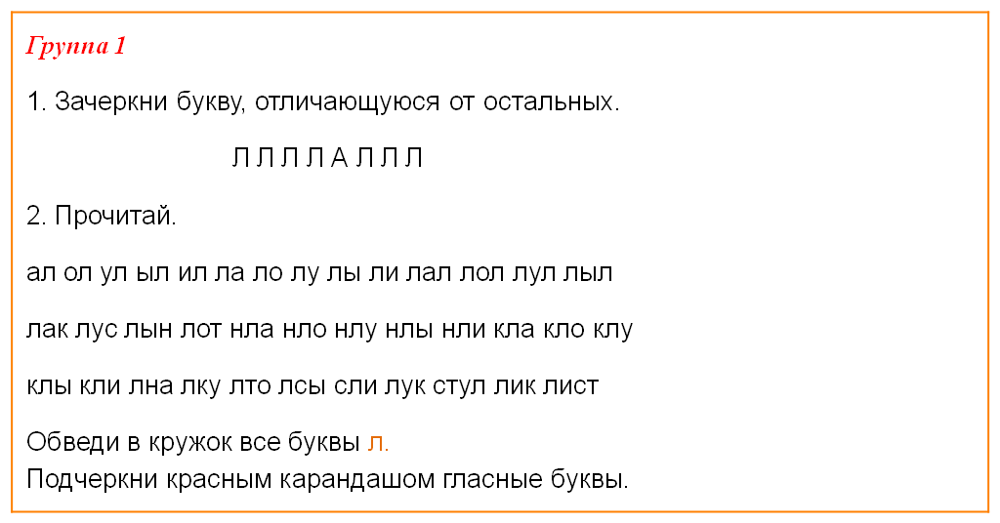 Группа 1
1. Зачеркни букву, отличающуюся от остальных.
Л Л Л Л А Л Л Л
2. Прочитай.
ал ол ул ыл ил ла ло лу лы ли лал лол лул лыл
лак лус лын лот нла нло нлу нлы нли кла кло клу
клы кли лна лку лто лсы сли лук стул лик лист
Обведи в кружок все буквы л.
Подчеркни красным карандашом гласные буквы.